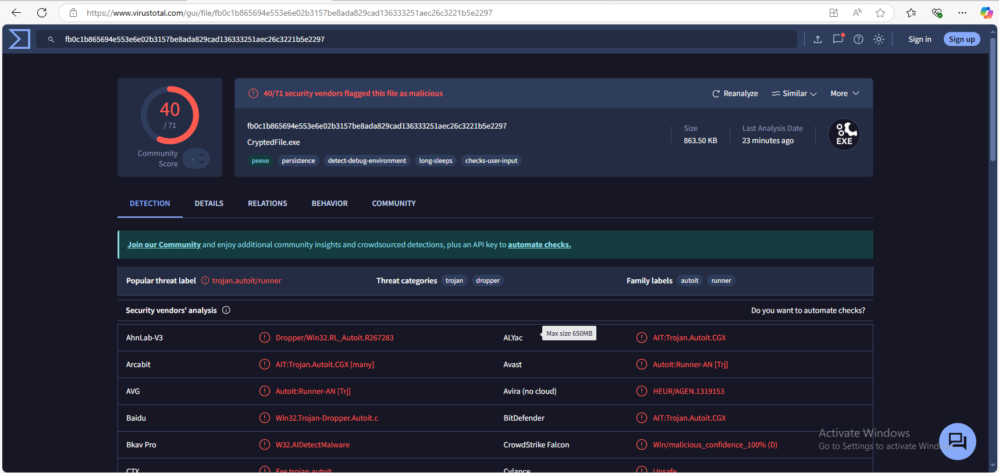 https://www.virustotal.com/gui/file/fb0c1b865694e553e6e02b3157be8ada829cad136333251aec26c3221b5e2297
fb0c1b865694e553e6e02b3157be8ada829cad136333251aec26c3221b5e2297
Sign in
Sign up
40
/ 71
Community
Score
40/71 security vendors flagged this file as malicious
Reanalyze
Similar
More
fb0c1b865694e553e6e02b3157be8ada829cad136333251aec26c3221b5e2297
CryptedFile.exe
Size
863.50 KB
Last Analysis Date
23 minutes ago
EXE
peexe persistence detect-debug-environment long-sleeps checks-user-input
DETECTION DETAILS RELATIONS BEHAVIOR COMMUNITY
Join our Community and enjoy additional community insights and crowdsourced detections, plus an API key to automate checks.
Popular threat label trojan.autoit/runner
Threat categories trojan dropper
Family labels autoit runner
Security vendors' analysis
Do you want to automate checks?
AhnLab-V3 Dropper/Win32.RL_Autoit.R267283
ALYac AIT:Trojan.Autoit.CGX
Max size 650MB
Arcabit AIT:Trojan.Autoit.CGX [many]
Avast AutoIt:Runner-AN [Trj]
AVG AutoIt:Runner-AN [Trj]
Avira (no cloud) HEUR/AGEN.1319153
Baidu Win32.Trojan-Dropper.Autoit.c
BitDefender AIT:Trojan.Autoit.CGX
Bkav Pro W32.AIDetectMalware
CrowdStrike Falcon Win/malicious_confidence_100% (D)
CTX Exe.trojan.autoit
Cylance Unsafe
Activate Windows
Go to Settings to activate Wind